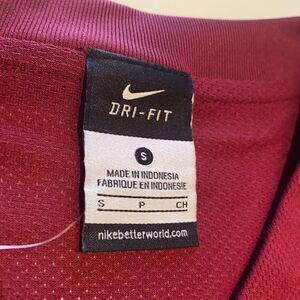 DRI-FIT
S
MADE IN INDONESIA
FABRIQUE EN INDONESIE
S P CH
nikebetterworld.com